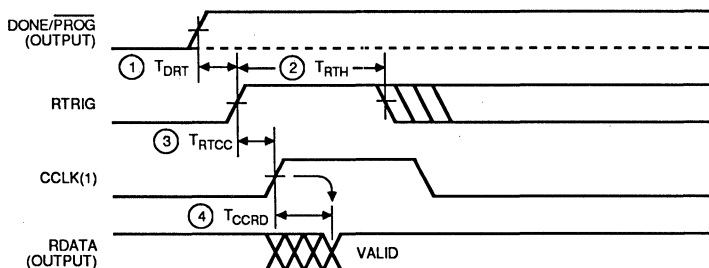 DONE/PROG
(OUTPUT)
1 TDRT
2 TRTH
RTRIG
3 TRTCC
CCLK(1)
4 TCCRD
RDATA
(OUTPUT)
VALID